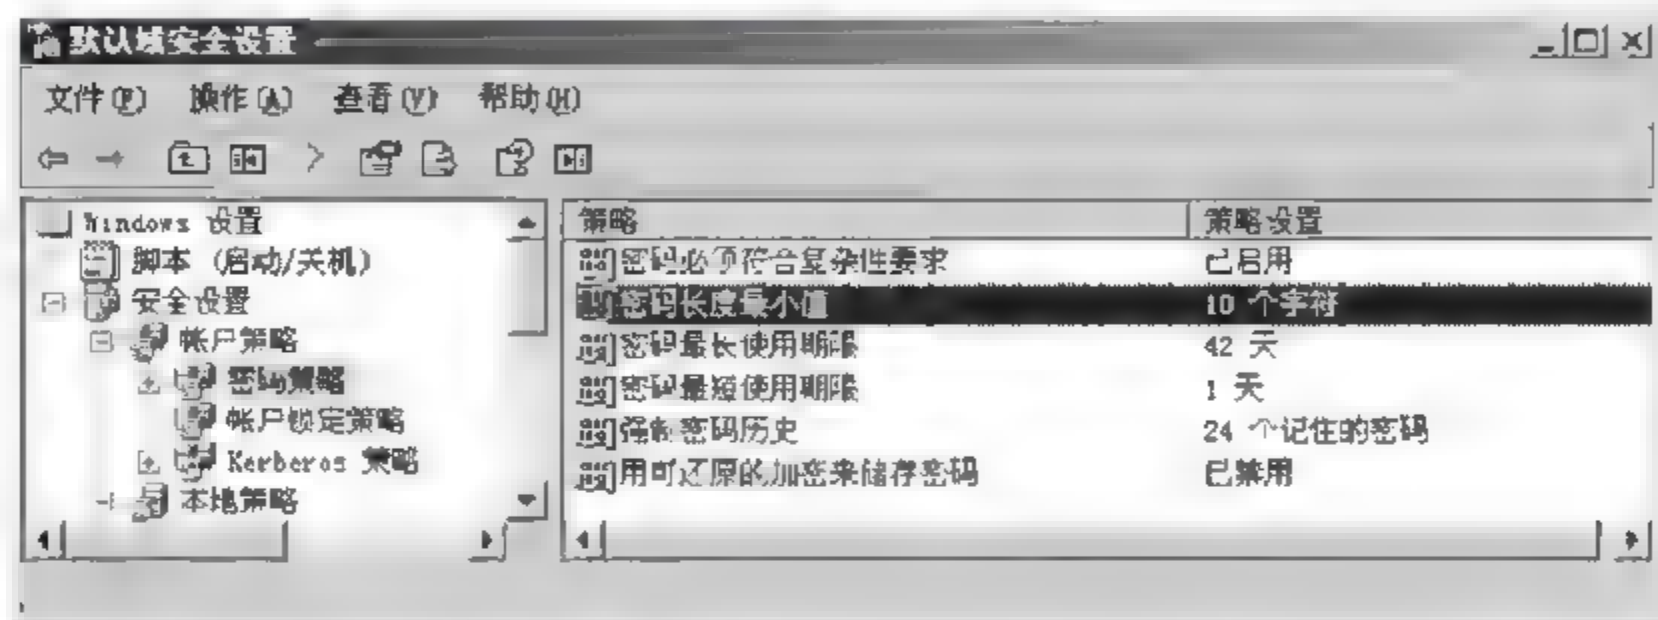 默认域安全设置
文件(F) 操作(A) 查看(V) 帮助(H)
Windows 设置
脚本 (启动/关机)
安全设置
帐户策略
密码策略
帐户锁定策略
Kerberos 策略
本地策略
策略 策略设置
密码必须符合复杂性要求 已启用
密码长度最小值 10 个字符
密码最长使用期限 42 天
密码最短使用期限 1 天
强制密码历史 24 个记住的密码
用可还原的加密来储存密码 已禁用